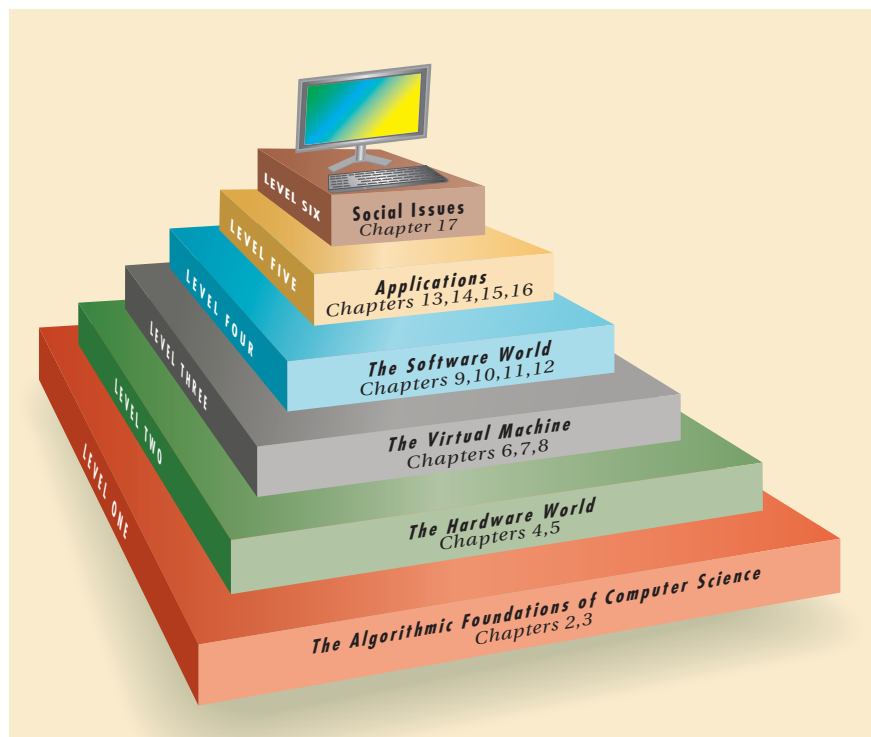 LEVEL SIX
Social Issues
Chapter 17
LEVEL FIVE
Applications
Chapters 13,14,15,16
LEVEL FOUR
The Software World
Chapters 9,10,11,12
LEVEL THREE
The Virtual Machine
Chapters 6,7,8
LEVEL TWO
The Hardware World
Chapters 4,5
LEVEL ONE
The Algorithmic Foundations of Computer Science
Chapters 2,3